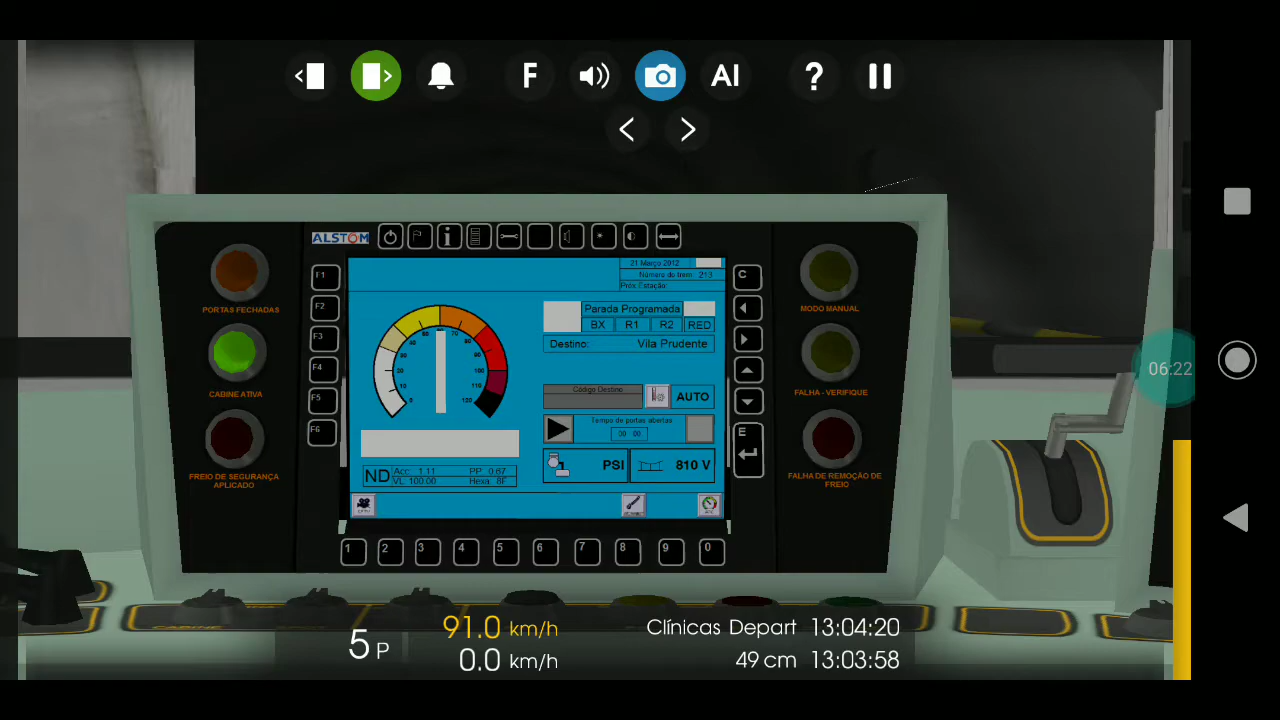 F
AI
?
ALSTOM
F1
F2
F3
F4
F5
F6
PORTAS FECHADAS
CABINE ATIVA
FREIO DE SEGURANÇA
APLICADO
21 Março 2012
Número do trem: 213
Próx Estação:
Parada Programada
BX R1 R2 RED
Destino: Vila Prudente
Código Destino
AUTO
Tempo de portas abertas
00 00
PSI
810 V
ND
Acc: 1.11 PP: 0.67
VL: 100.00 Hexa: 8F
C
E
MODO MANUAL
FALHA - VERIFIQUE
FALHA DE REMOÇÃO DE
FREIO
06:22
1 2 3 4 5 6 7 8 9 0
5 P
91.0 km/h
0.0 km/h
Clínicas Depart 13:04:20
49 cm 13:03:58